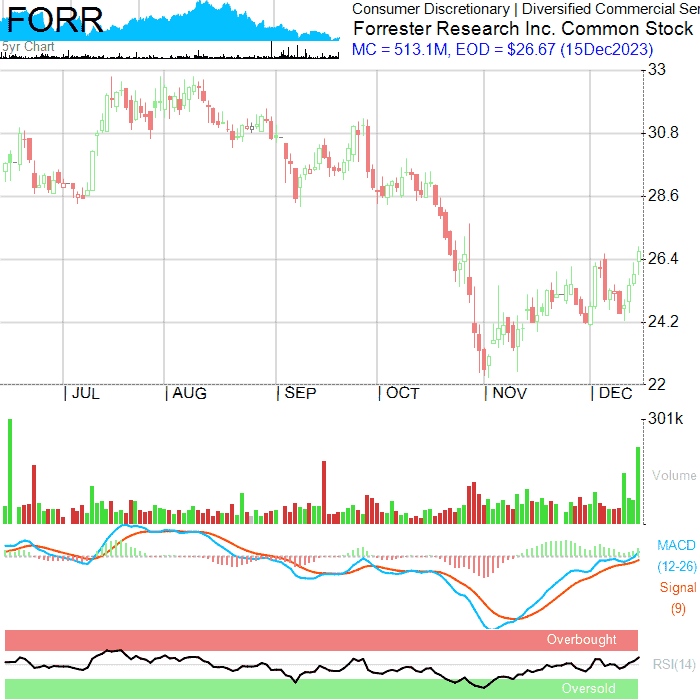 FORR
5yr Chart
Consumer Discretionary | Diversified Commercial Ser
Forrester Research Inc. Common Stock
MC = 513.1M, EOD = $26.67 (15Dec2023)
33
30.8
28.6
26.4
24.2
22
JUL AUG SEP OCT NOV DEC
301k
Volume
MACD
(12-26)
Signal
(9)
Overbought
RSI(14)
Oversold